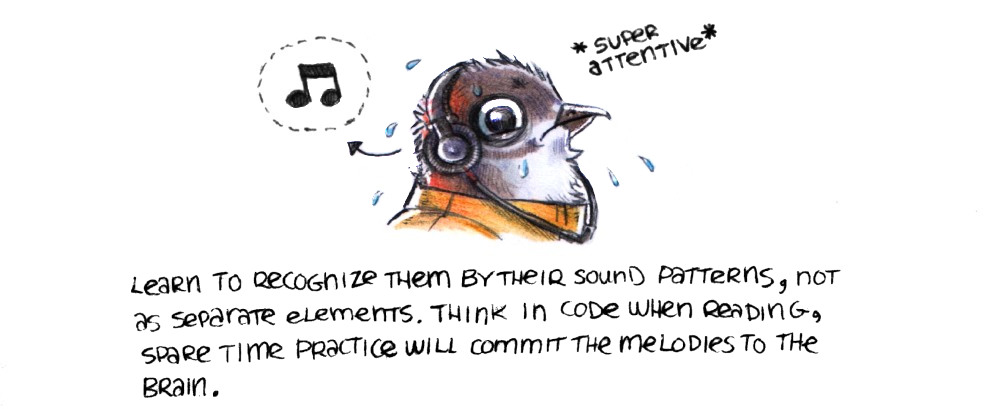 *SUPER
ATTENTIVE*
LEARN TO RECOGNIZE THEM BY THEIR SOUND PATTERNS, NOT
AS SEPARATE ELEMENTS. THINK IN CODE WHEN READING,
SPARE TIME PRACTICE WILL COMMIT THE MELODIES TO THE
BRAIN.